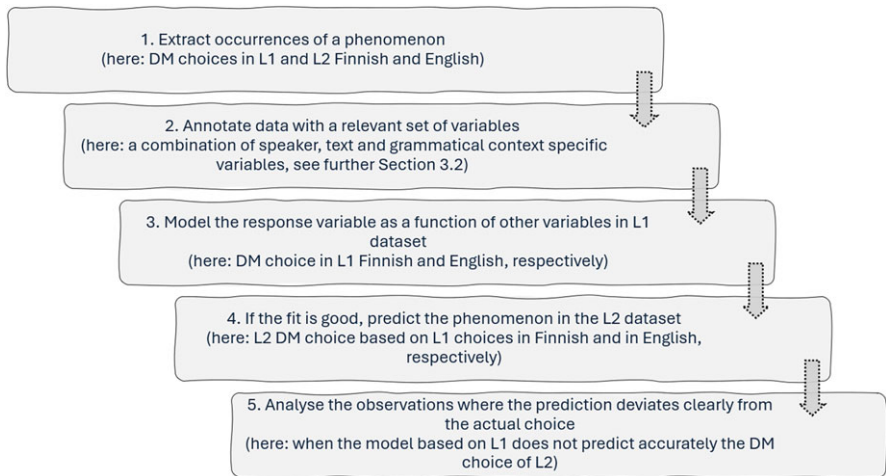 1. Extract occurrences of a phenomenon
(here: DM choices in L1 and L2 Finnish and English)
2. Annotate data with a relevant set of variables
(here: a combination of speaker, text and grammatical context specific
variables, see further Section 3.2)
3. Model the response variable as a function of other variables in L1
dataset
(here: DM choice in L1 Finnish and English, respectively)
4. If the fit is good, predict the phenomenon in the L2 dataset
(here: L2 DM choice based on L1 choices in Finnish and in English,
respectively)
5. Analyse the observations where the prediction deviates clearly from
the actual choice
(here: when the model based on L1 does not predict accurately the DM
choice of L2)